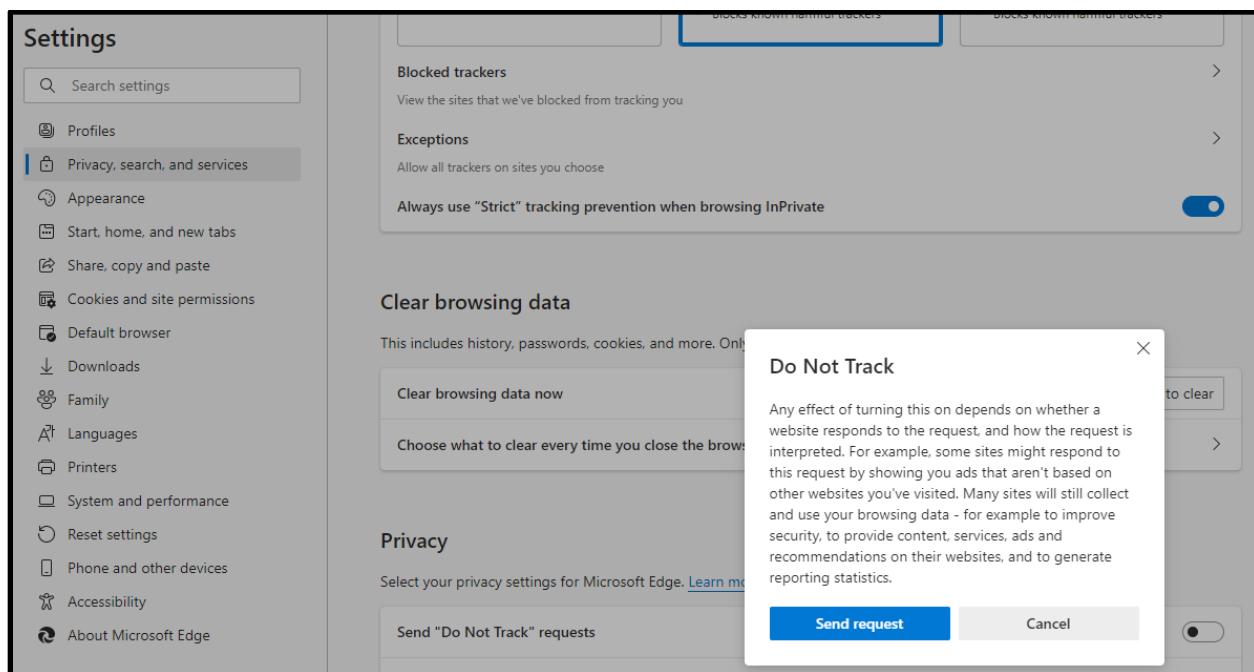 Settings
Search settings
Profiles
Privacy, search, and services
Appearance
Start, home, and new tabs
Share, copy and paste
Cookies and site permissions
Default browser
Downloads
Family
Languages
Printers
System and performance
Reset settings
Phone and other devices
Accessibility
About Microsoft Edge
Blocks known harmful trackers
Blocks known harmful trackers
Blocked trackers
View the sites that we've blocked from tracking you
Exceptions
Allow all trackers on sites you choose
Always use “Strict” tracking prevention when browsing InPrivate
Clear browsing data
This includes history, passwords, cookies, and more.
Clear browsing data now
to clear
Choose what to clear every time you close the
Privacy
Select your privacy settings for Microsoft Edge. Learn
Send "Do Not Track" requests
Do Not Track
Any effect of turning this on depends on whether a
website responds to the request, and how the request is
interpreted. For example, some sites might respond to
this request by showing you ads that aren't based on
other websites you've visited. Many sites will still collect
and use your browsing data - for example to improve
security, to provide content, services, ads and
recommendations on their websites, and to generate
reporting statistics.
Send request
Cancel